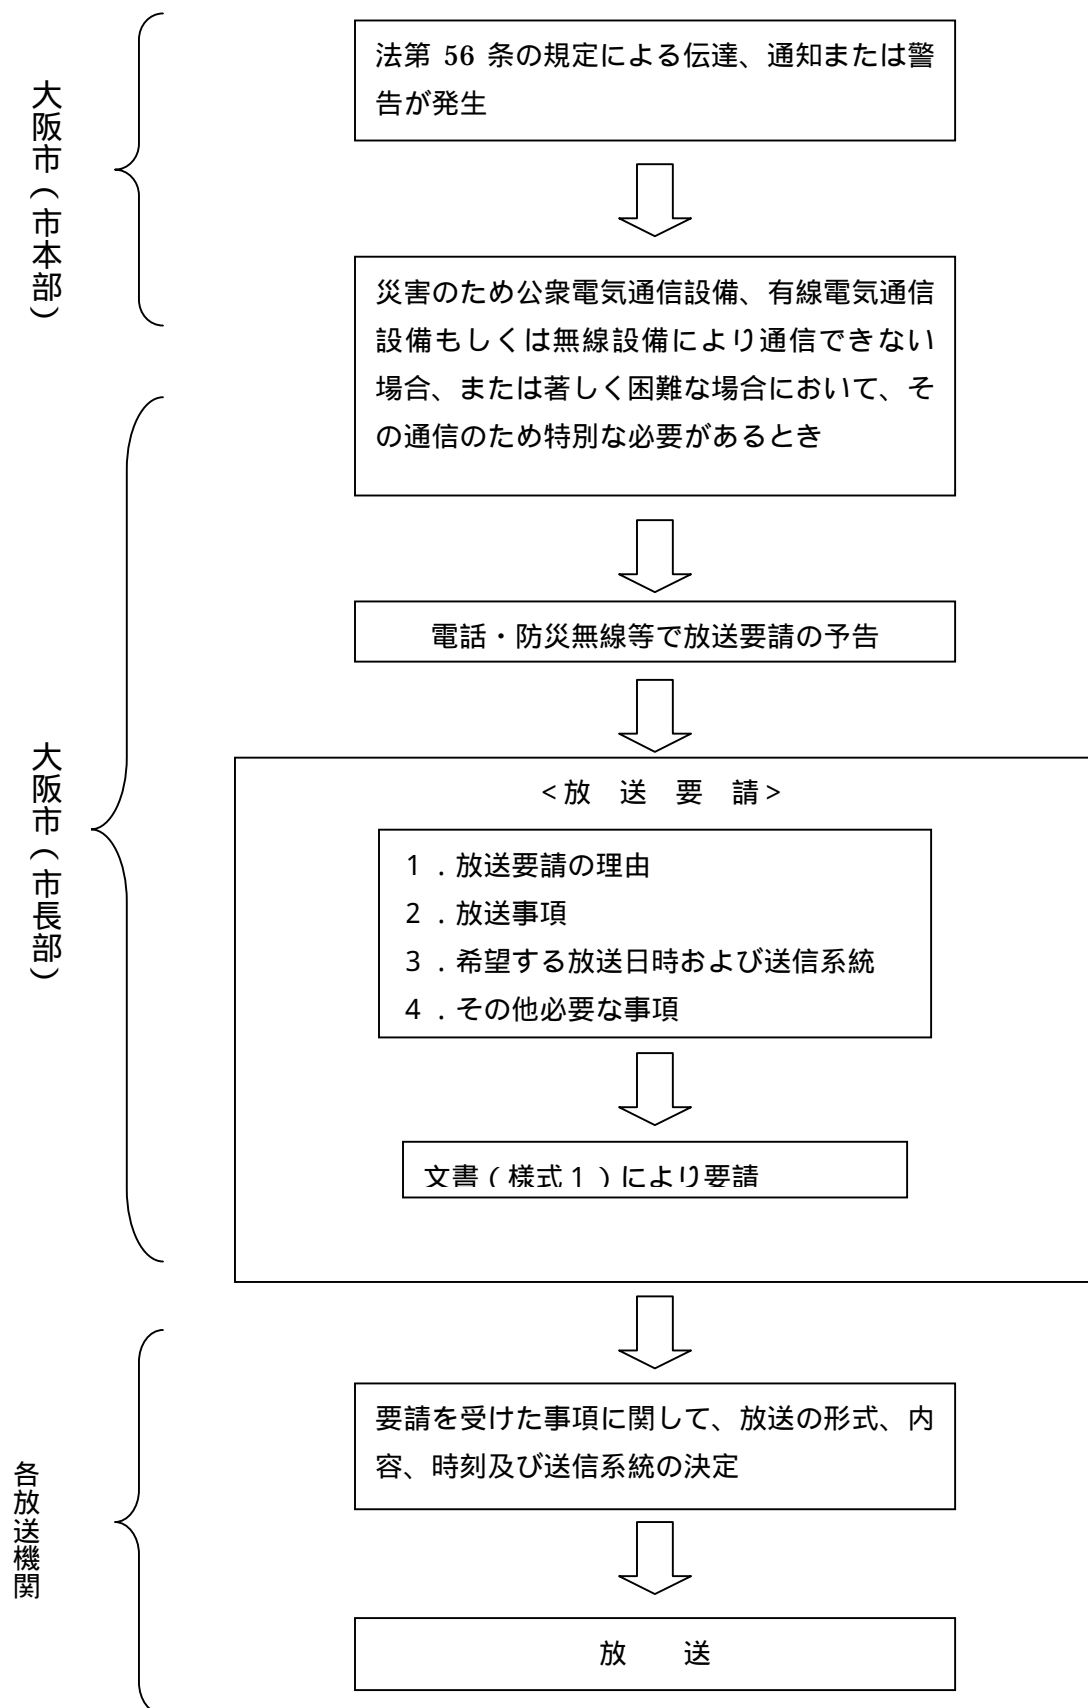 大阪市(市本部)
法第 56 条の規定による伝達、通知または警
告が発生
災害のため公衆電気通信設備、有線電気通信
設備もしくは無線設備により通信できない
場合、または著しく困難な場合において、そ
の通信のため特別な必要があるとき
大阪市(市長部)
電話・防災無線等で放送要請の予告
<放 送 要 請>
1.放送要請の理由
2.放送事項
3.希望する放送日時および送信系統
4.その他必要な事項
文書(様式1)により要請
各放送機関
要請を受けた事項に関して、放送の形式、内
容、時刻及び送信系統の決定
放 送